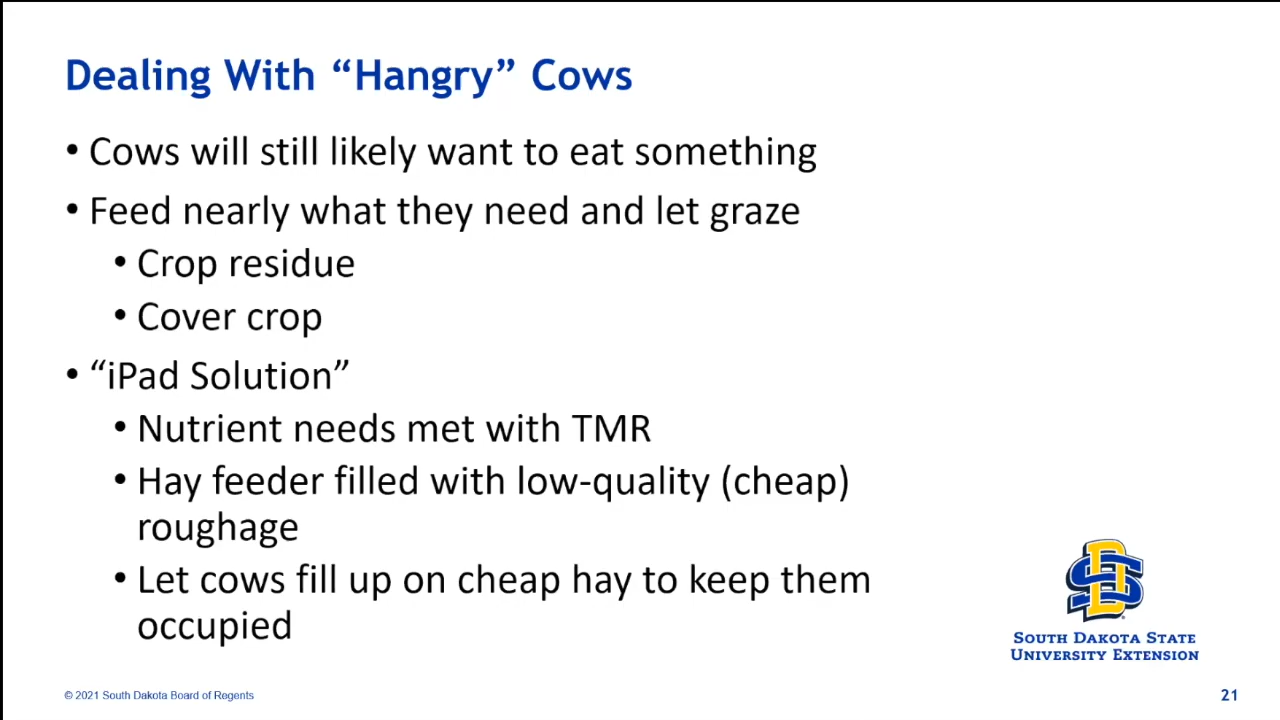 Dealing With “Hangry” Cows
• Cows will still likely want to eat something
• Feed nearly what they need and let graze
• Crop residue
• Cover crop
• “iPad Solution”
• Nutrient needs met with TMR
• Hay feeder filled with low-quality (cheap)
roughage
• Let cows fill up on cheap hay to keep them
occupied
SD
South Dakota State
University Extension
© 2021 South Dakota Board of Regents
21